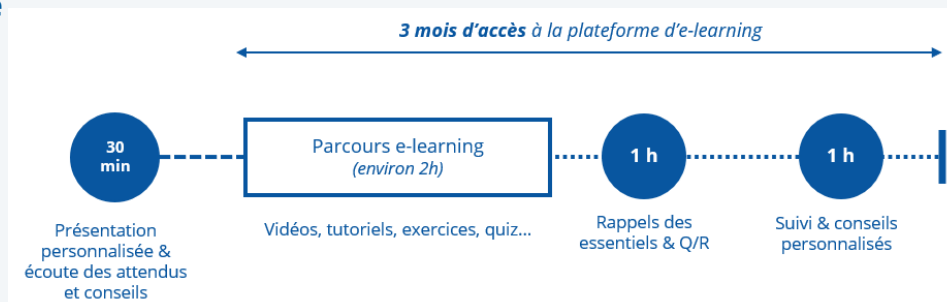 3 mois d'accès à la plateforme d'e-learning
30
min
Parcours e-learning
(environ 2h)
1 h
1 h
Présentation
personnalisée &
écoute des attendus
et conseils
Vidéos, tutoriels, exercices, quiz...
Rappels des
essentiels & Q/R
Suivi & conseils
personnalisés